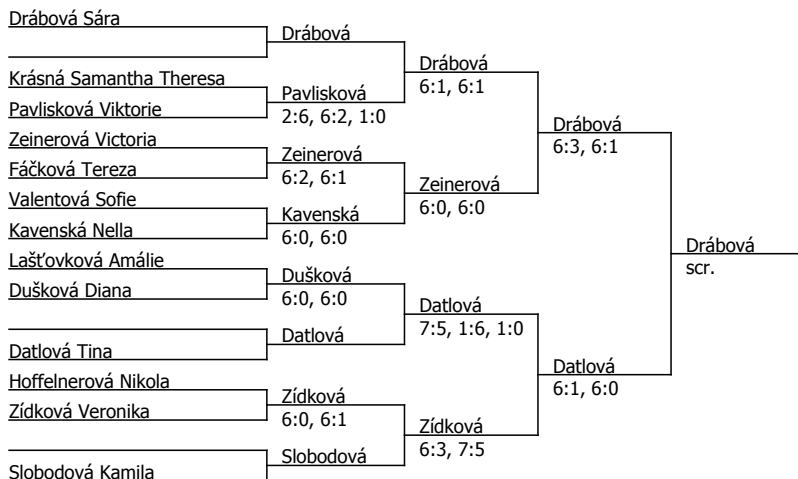 Drábová Sára
Krásná Samantha Theresa
Pavlisková Viktorie
Zeinerová Victoria
Fáčková Tereza
Valentová Sofie
Kavenská Nella
Lašťovková Amálie
Dušková Diana
Datlová Tina
Hoffelnerová Nikola
Zídková Veronika
Slobodová Kamila
Drábová
Pavlisková
2:6, 6:2, 1:0
Zeinerová
6:2, 6:1
Kavenská
6:0, 6:0
Dušková
6:0, 6:0
Datlová
Zídková
6:0, 6:1
Slobodová
Drábová
6:1, 6:1
Zeinerová
6:0, 6:0
Datlová
7:5, 1:6, 1:0
Zídková
6:3, 7:5
Drábová
6:3, 6:1
Datlová
6:1, 6:0
Drábová
scr.